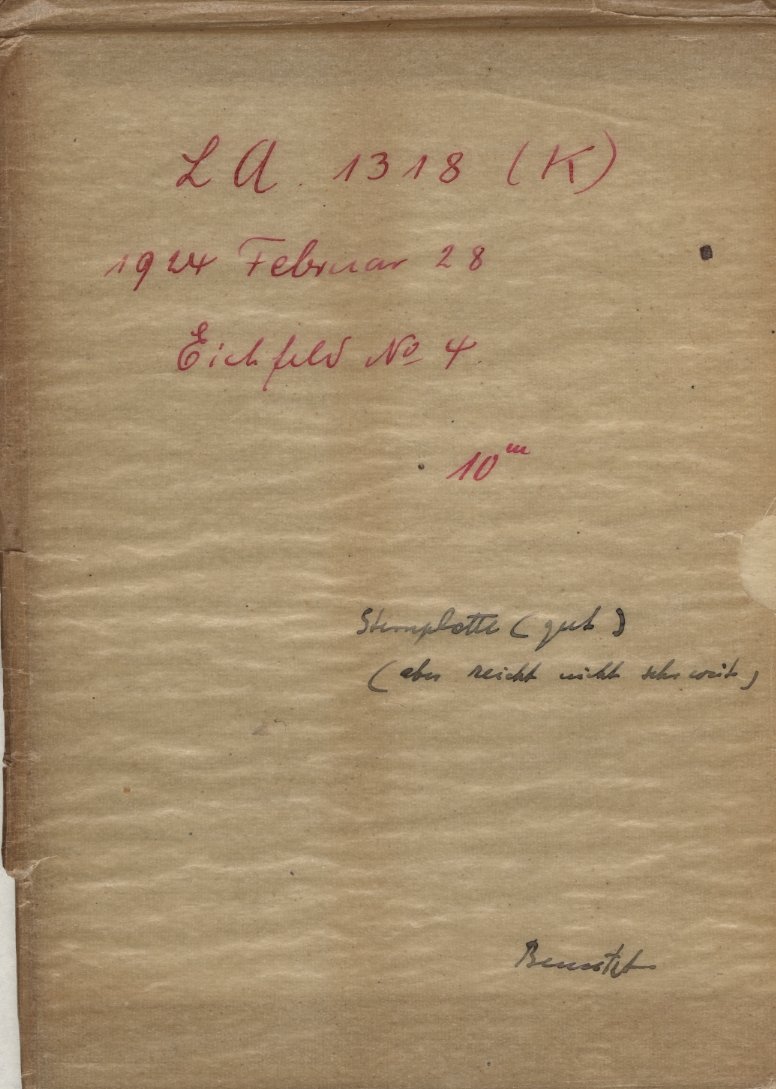 LA. 1318 (K)
1924 Februar 28
Eichfeld No 4
10ᵐ
Sternplatte (gut)
(aber reicht nicht sehr weit)
Benutzt